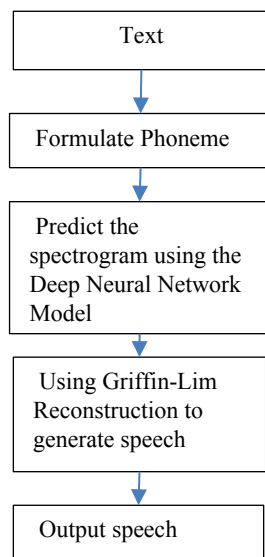 Text
Formulate Phoneme
Predict the
spectrogram using the
Deep Neural Network
Model
Using Griffin-Lim
Reconstruction to
generate speech
Output speech